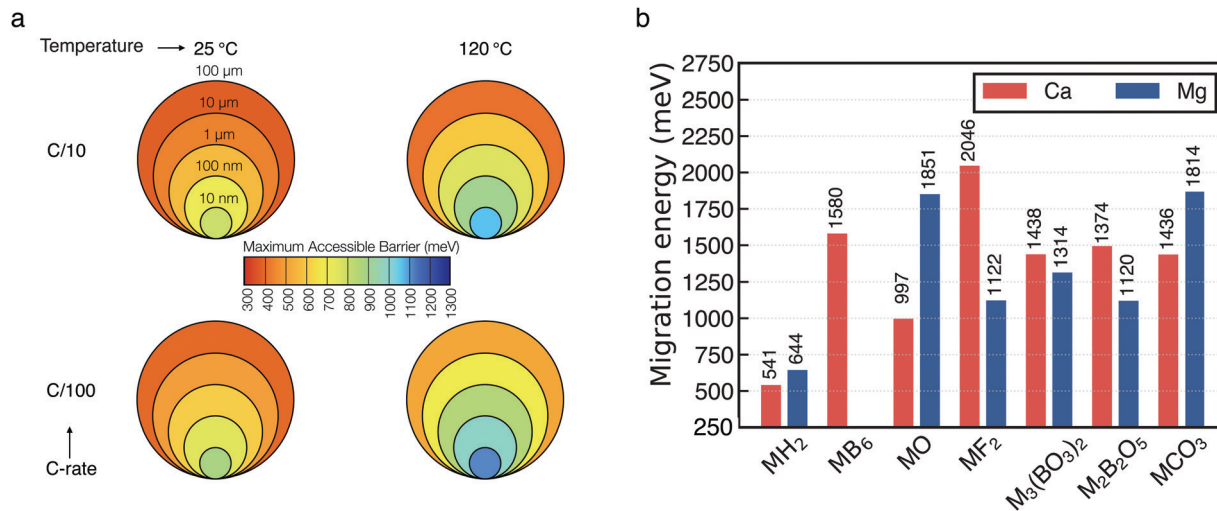 a
Temperature → 25 °C 120 °C
100 µm
10 µm
1 µm
100 nm
10 nm
C/10
Maximum Accessible Barrier (meV)
300 400 500 600 700 800 900 1000 1100 1200 1300
C/100
C-rate
b
Migration energy (meV)
2750
2500
2250
2000
1750
1500
1250
1000
750
500
250
Ca Mg
541 644 1580 997 1851 2046 1122 1438 1314 1374 1120 1436 1814
MH₂ MB₆ MO MF₂ M₃(BO₃)₂ M₂B₂O₅ MCO₃